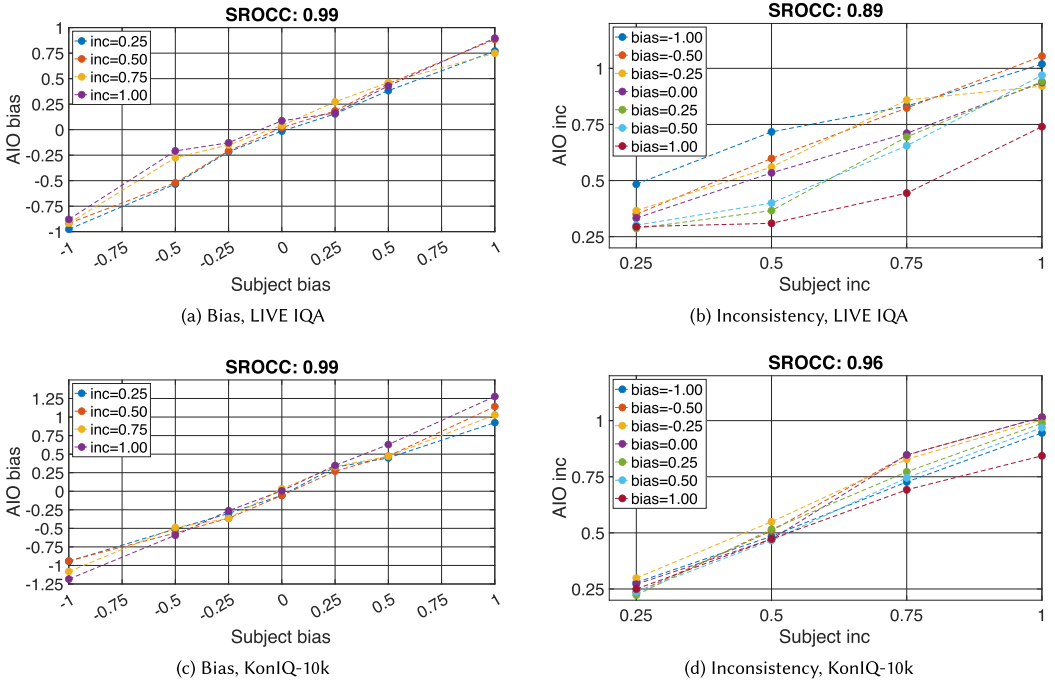 SROCC: 0.99
1
0.75
0.5
0.25
0
-0.25
-0.5
-0.75
-1
AIO bias
inc=0.25
inc=0.50
inc=0.75
inc=1.00
-1 -0.75 -0.5 -0.25 0 0.25 0.5 0.75 1
Subject bias
(a) Bias, LIVE IQA
SROCC: 0.89
1
0.75
0.5
0.25
AIO inc
bias=-1.00
bias=-0.50
bias=-0.25
bias=0.00
bias=0.25
bias=0.50
bias=1.00
0.25 0.5 0.75 1
Subject inc
(b) Inconsistency, LIVE IQA
SROCC: 0.99
1.25
1
0.75
0.5
0.25
0
-0.25
-0.5
-0.75
-1
-1.25
AIO bias
inc=0.25
inc=0.50
inc=0.75
inc=1.00
-1 -0.75 -0.5 -0.25 0 0.25 0.5 0.75 1
Subject bias
(c) Bias, KonIQ-10k
SROCC: 0.96
1
0.75
0.5
0.25
AIO inc
bias=-1.00
bias=-0.50
bias=-0.25
bias=0.00
bias=0.25
bias=0.50
bias=1.00
0.25 0.5 0.75 1
Subject inc
(d) Inconsistency, KonIQ-10k